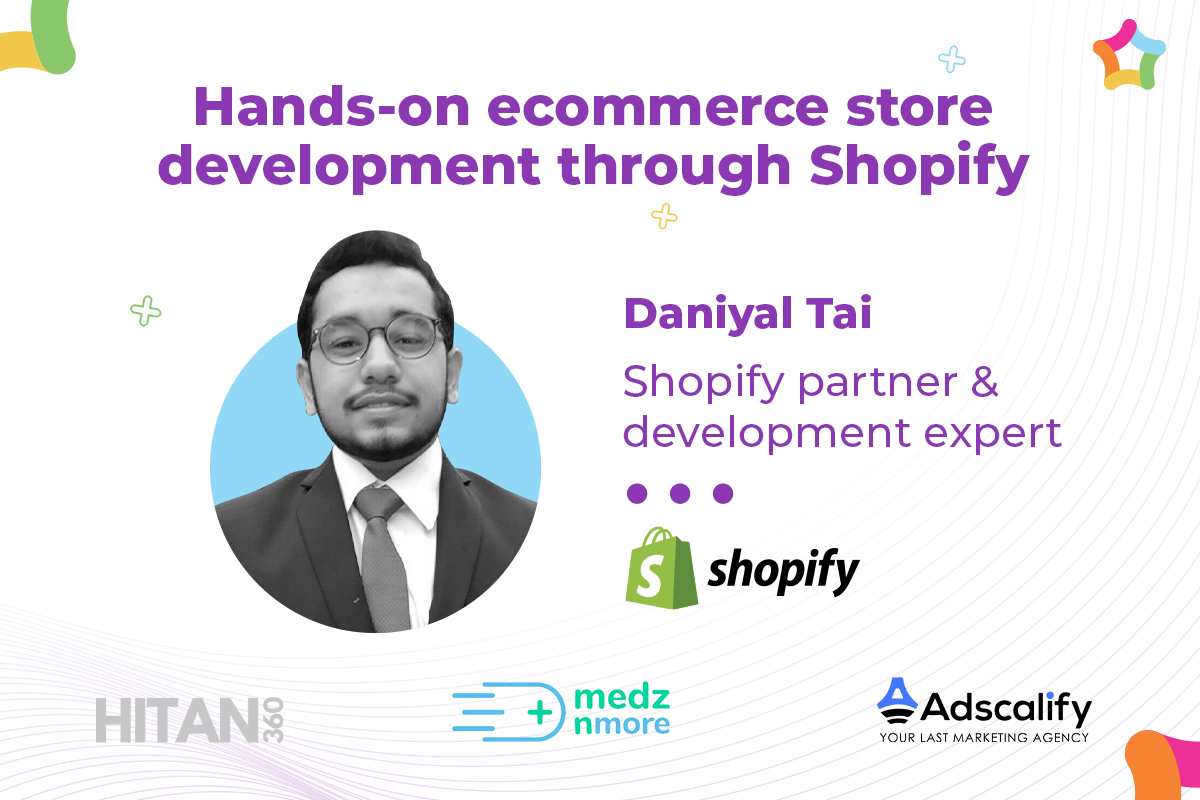 Hands-on ecommerce store
development through Shopify
Daniyal Tai
Shopify partner &
development expert
shopify
HITAN 360
medz
nmore
Adscalify
YOUR LAST MARKETING AGENCY